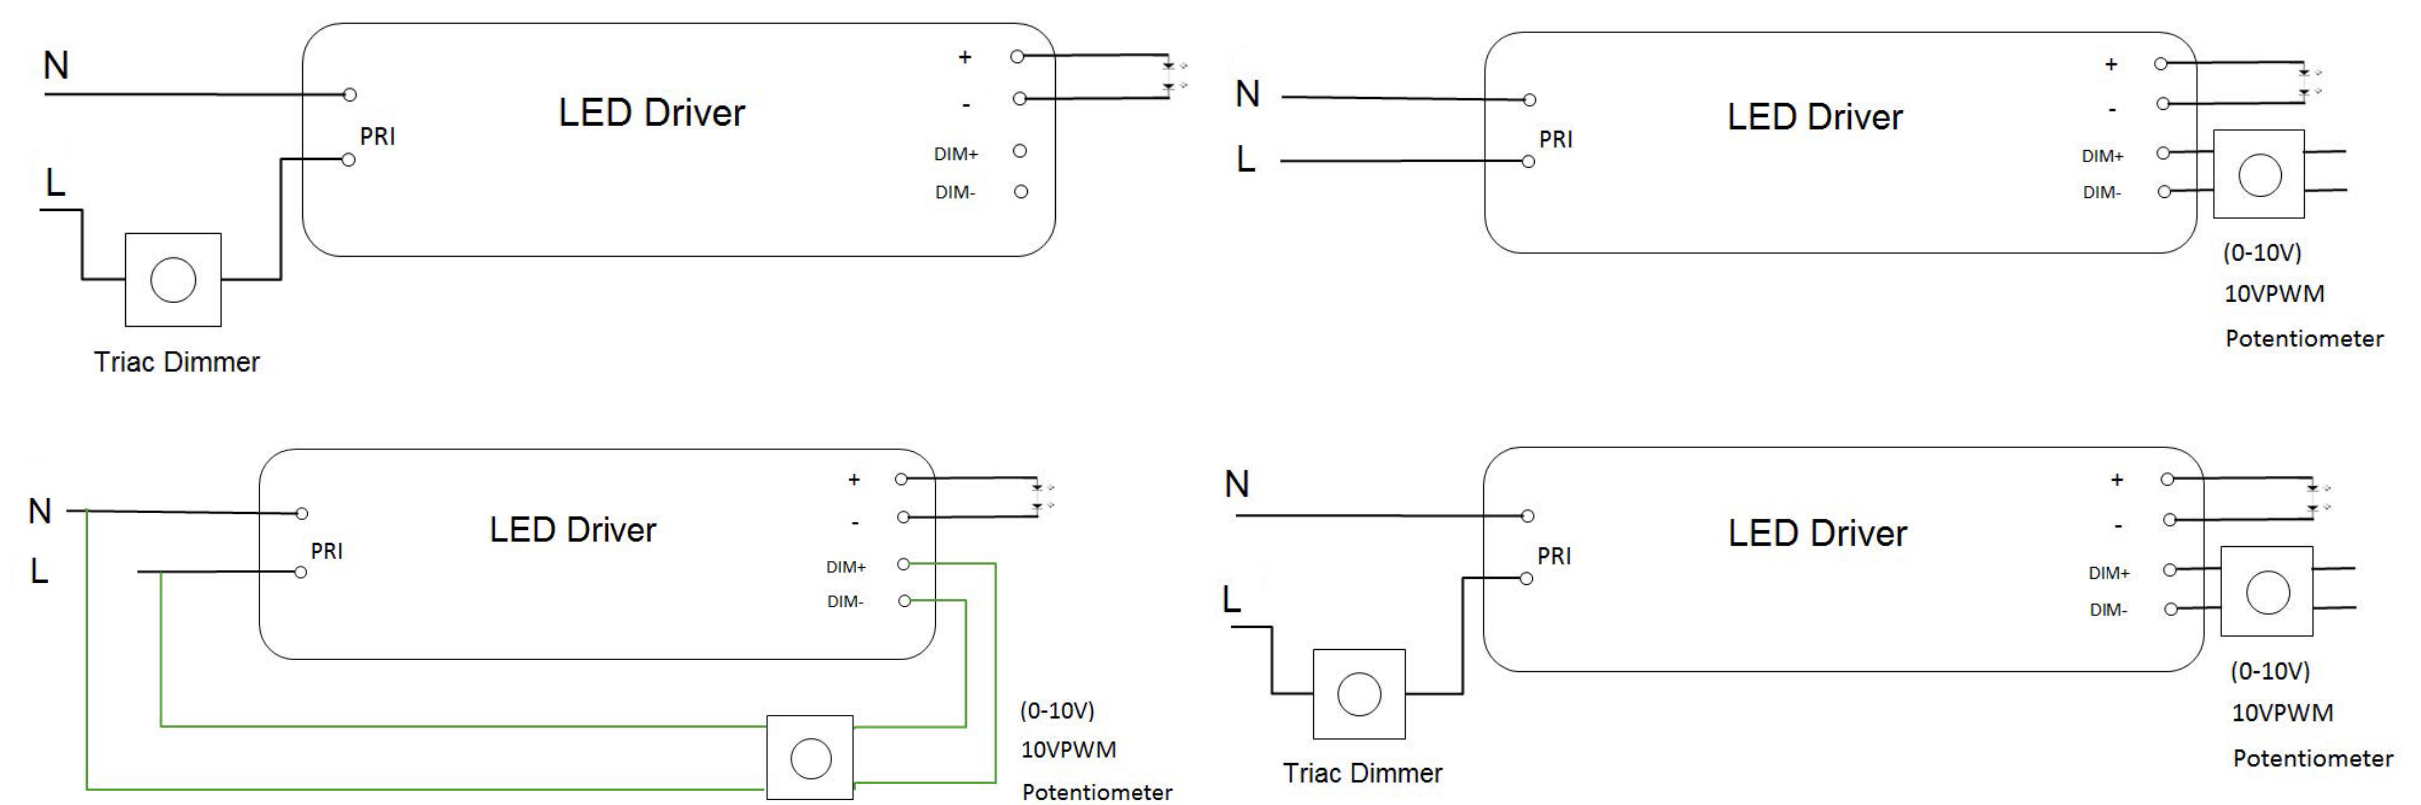 N
LED Driver
+
-
PRI
DIM+
DIM-
L
Triac Dimmer
N
LED Driver
+
-
L
PRI
DIM+
DIM-
(0-10V)
10VPWM
Potentiometer
N
LED Driver
+
-
PRI
L
DIM+
DIM-
(0-10V)
10VPWM
Potentiometer
N
LED Driver
+
-
PRI
DIM+
DIM-
L
(0-10V)
10VPWM
Potentiometer
Triac Dimmer